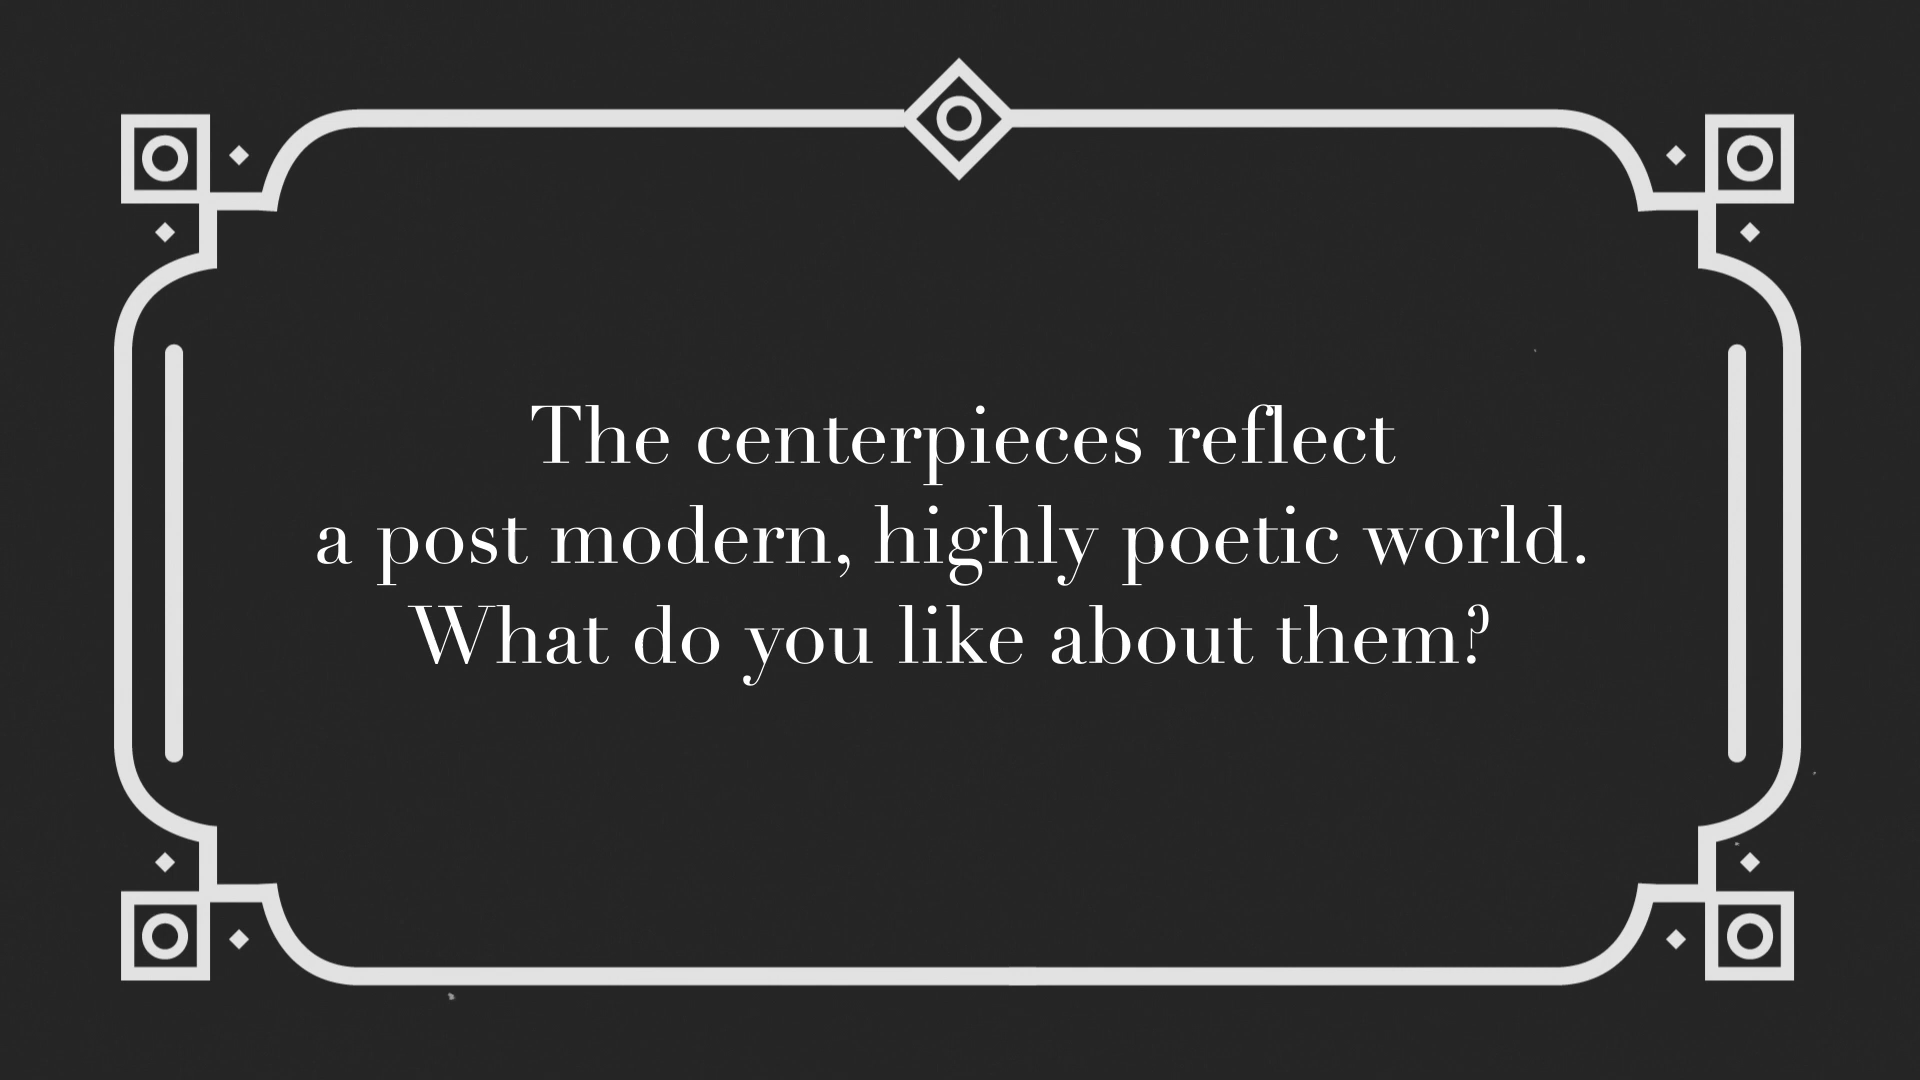 The centerpieces reflect
a post modern, highly poetic world.
What do you like about them?